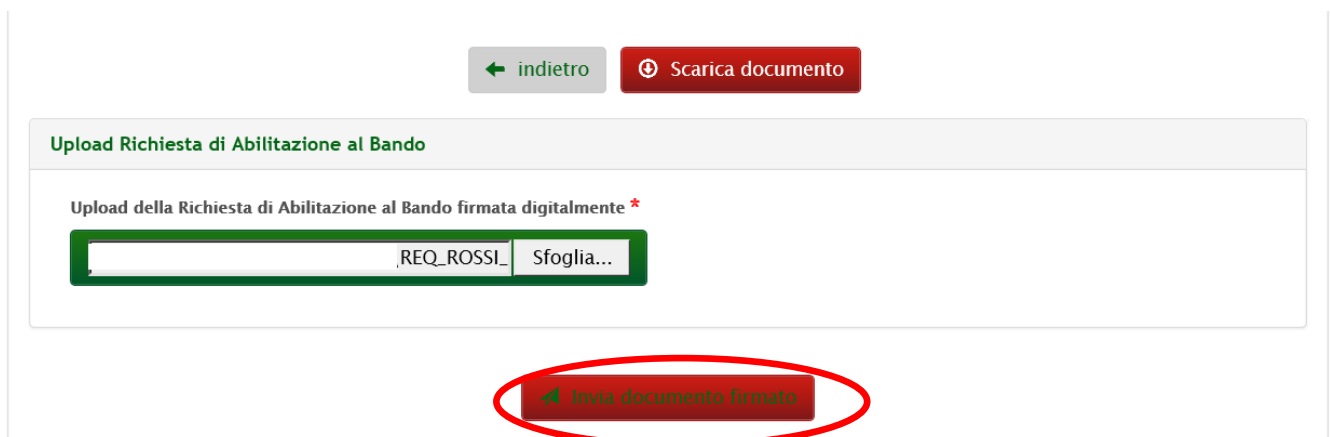 indietro
Scarica documento
Upload Richiesta di Abilitazione al Bando
Upload della Richiesta di Abilitazione al Bando firmata digitalmente *
REQ_ROSSI_ Sfoglia...
Invia documento firmato